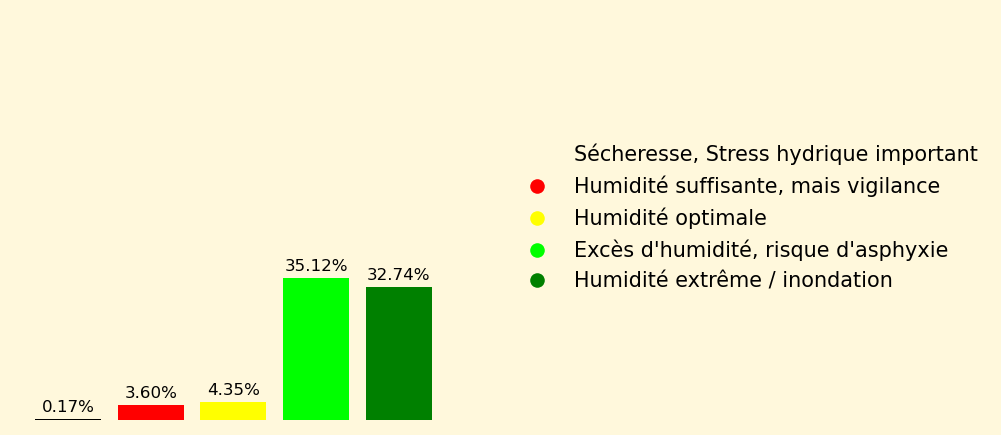 0.17%
3.60%
4.35%
35.12%
32.74%
Sécheresse, Stress hydrique important
Humidité suffisante, mais vigilance
Humidité optimale
Excès d'humidité, risque d'asphyxie
Humidité extrême / inondation